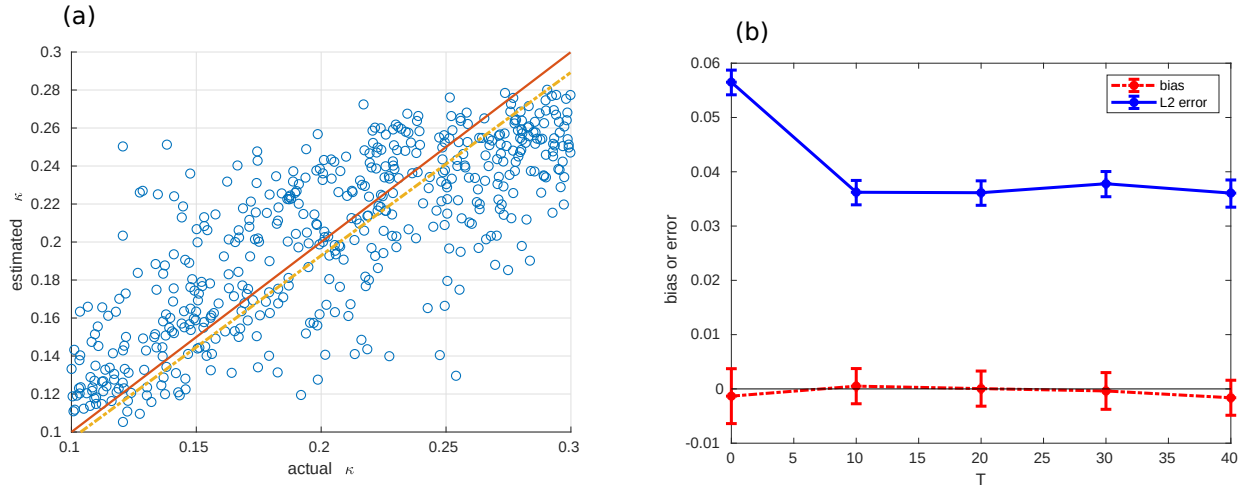 (a)
0.3
0.28
0.26
0.24
0.22
0.2
0.18
0.16
0.14
0.12
0.1
estimated κ
0.1 0.15 0.2 0.25 0.3
actual κ
(b)
0.06
0.05
0.04
0.03
0.02
0.01
0
-0.01
bias or error
bias
L2 error
0 5 10 15 20 25 30 35 40
T